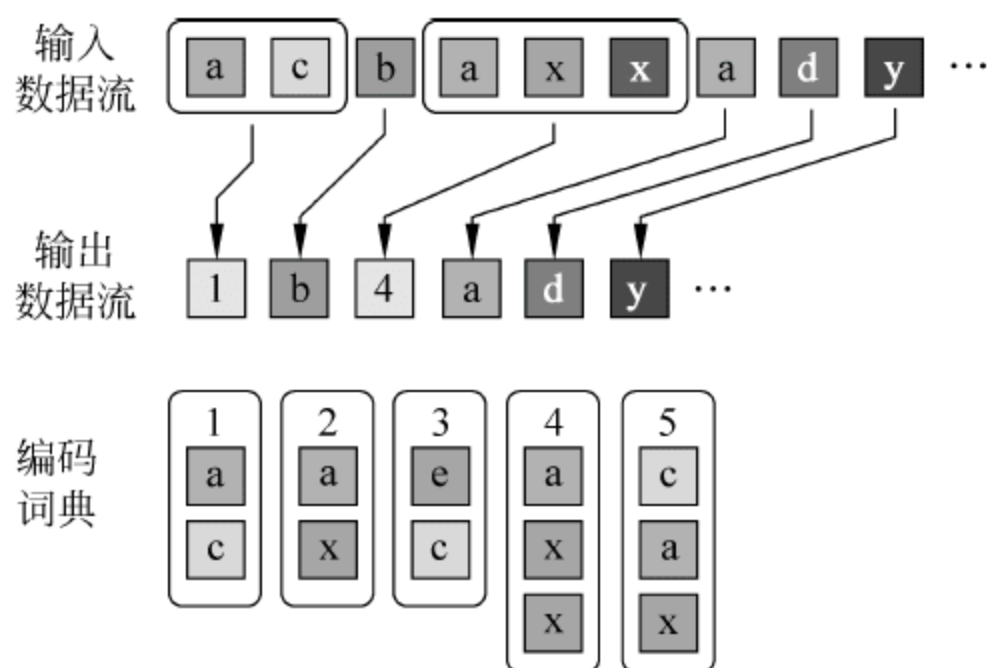 输入
数据流
a c b a x x a d y …
输出
数据流
1 b 4 a d y …
编码
词典
1 2 3 4 5
a a e a c
c x c x a
x x